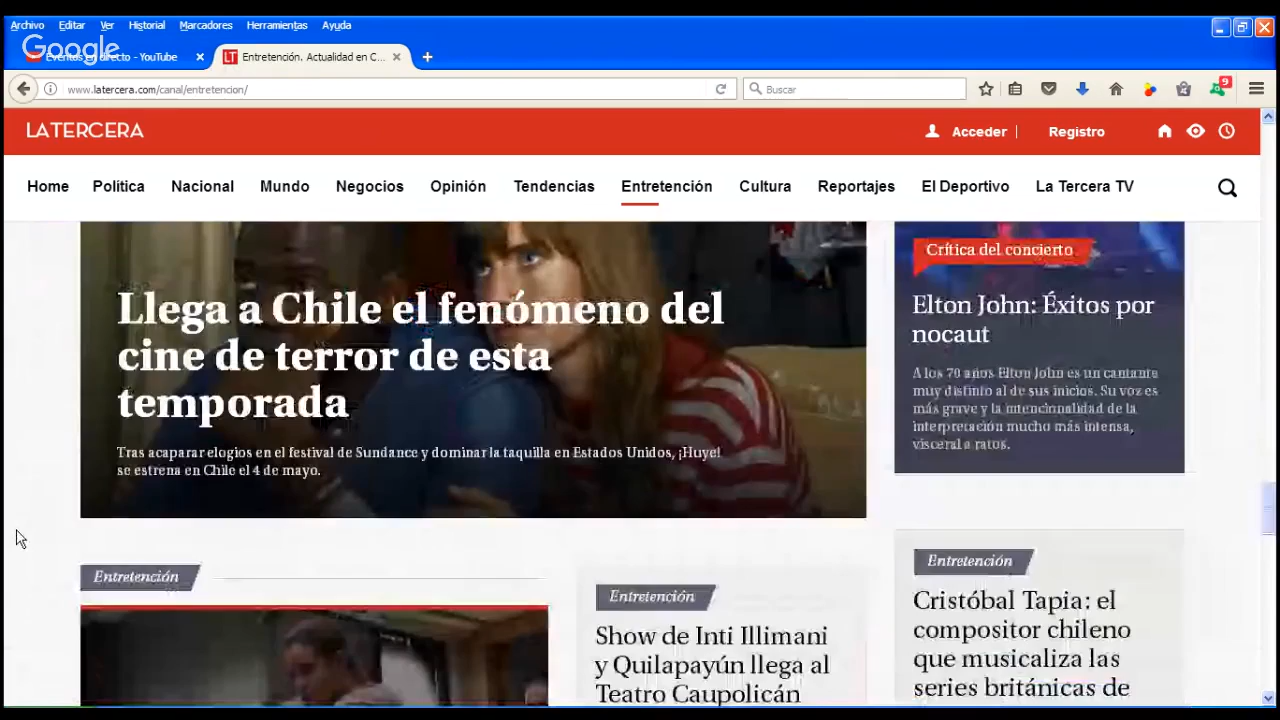 Archivo Editar Ver Historial Marcadores Herramientas Ayuda
Google
Eventos en directo - YouTube
LT Entretención. Actualidad en C...
www.latercera.com/canal/entretencion/
Buscar
9
LATERCERA
Acceder | Registro
Home Política Nacional Mundo Negocios Opinión Tendencias Entretención Cultura Reportajes El Deportivo La Tercera TV
Llega a Chile el fenómeno del
cine de terror de esta
temporada
Tras acaparar elogios en el festival de Sundance y dominar la taquilla en Estados Unidos, ¡Huye!
se estrena en Chile el 4 de mayo.
Crítica del concierto
Elton John: Éxitos por
nocaut
A los 70 años Elton John es un cantante
muy distinto al de sus inicios. Su voz es
más grave y la intencionalidad de la
interpretación mucho más intensa,
visceral a ratos.
Entretención
Entretención
Show de Inti Illimani
y Quilapayún llega al
Teatro Caupolicán
Entretención
Cristóbal Tapia: el
compositor chileno
que musicaliza las
series británicas de